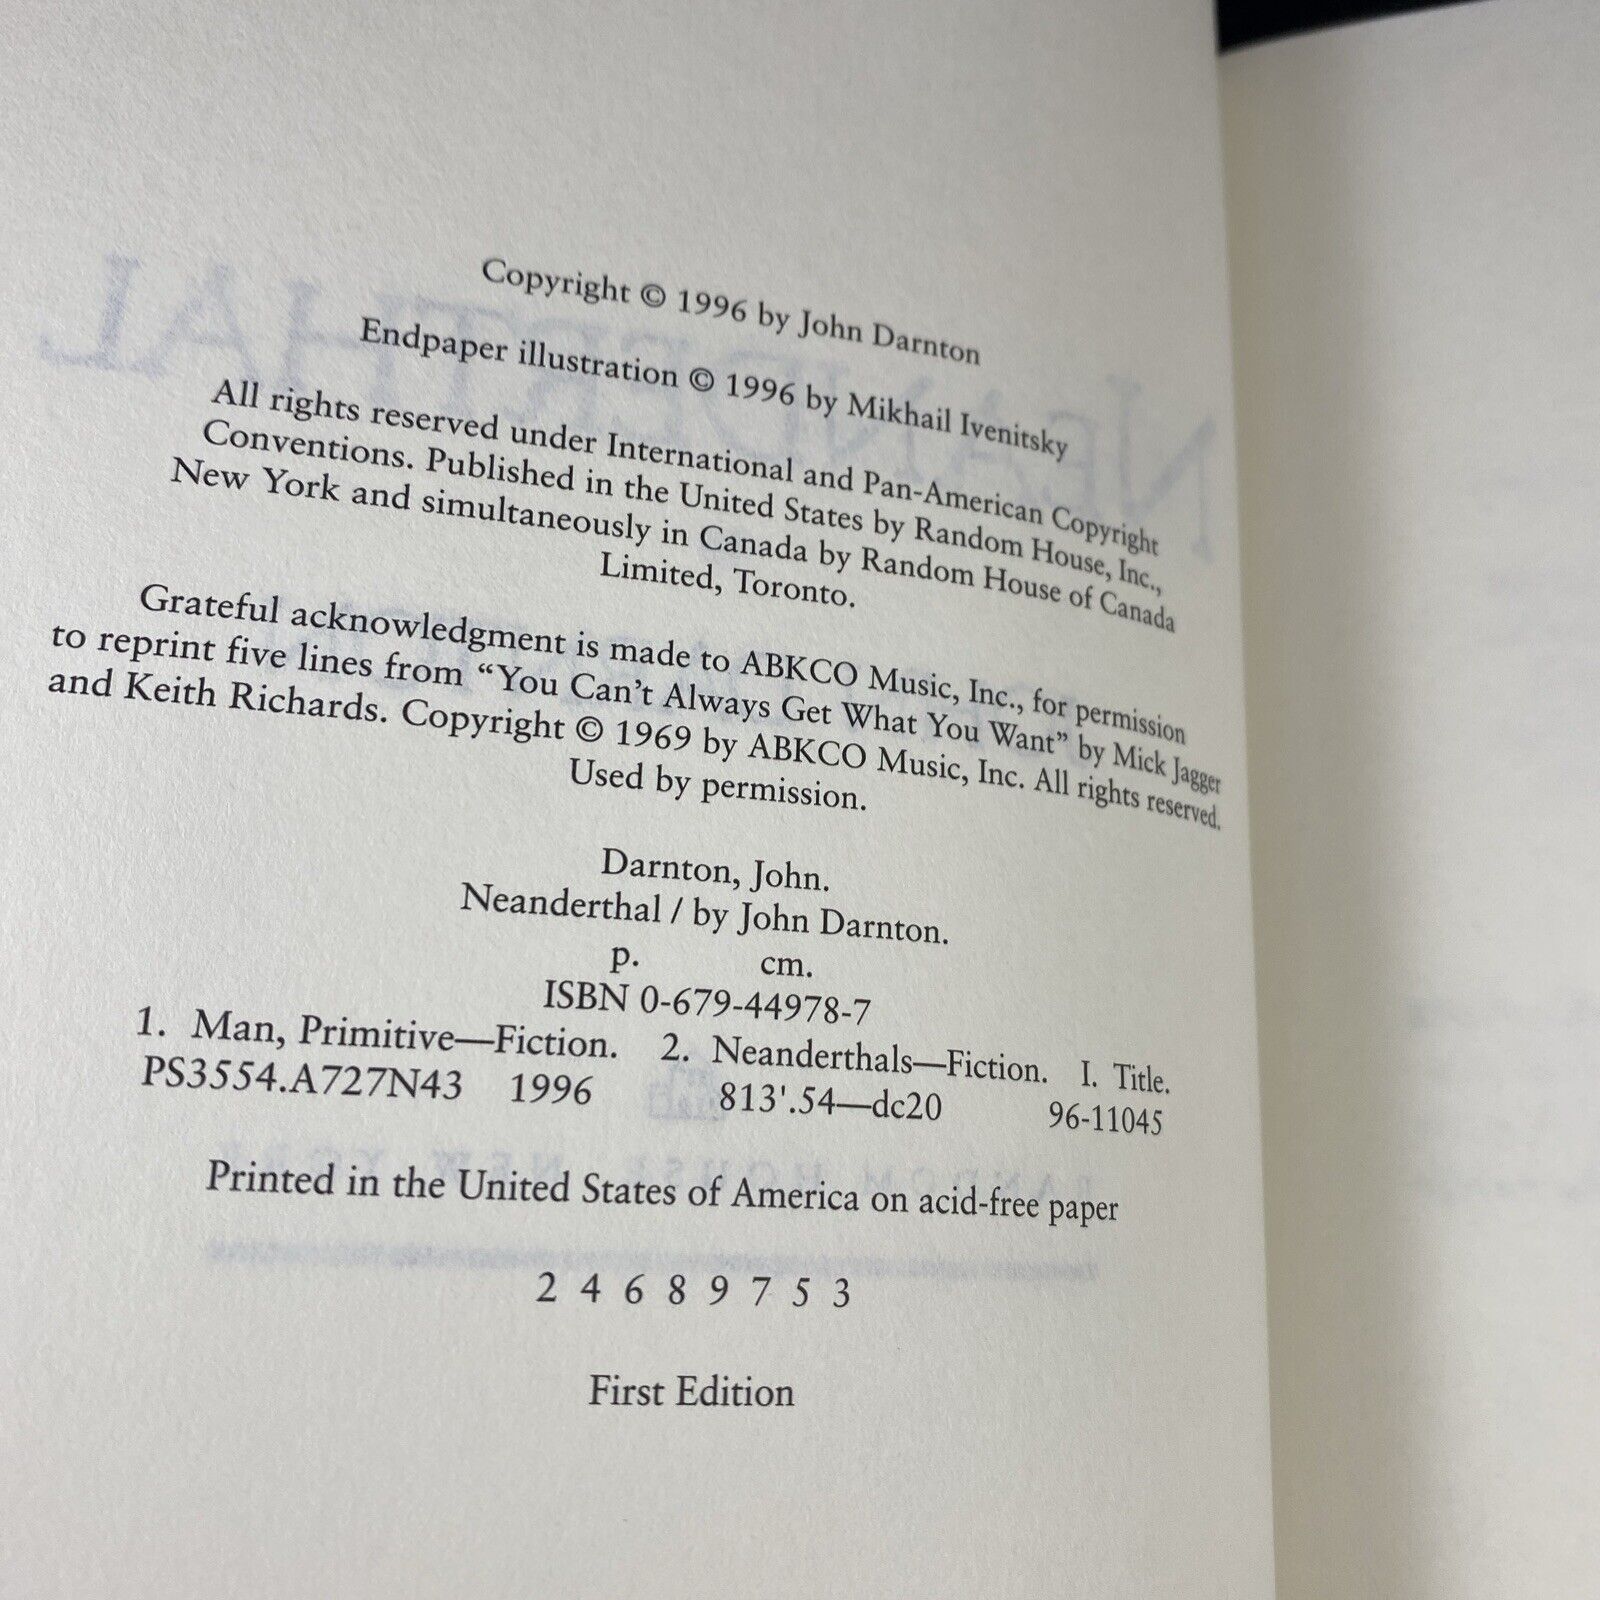 Copyright © 1996 by John Darnton
Endpaper illustration © 1996 by Mikhail Ivenitsky
All rights reserved under International and Pan-American Copyright
Conventions. Published in the United States by Random House, Inc.,
New York and simultaneously in Canada by Random House of Canada
Limited, Toronto.
Grateful acknowledgment is made to ABKCO Music, Inc., for permission
to reprint five lines from “You Can’t Always Get What You Want” by Mick Jagger
and Keith Richards. Copyright © 1969 by ABKCO Music, Inc. All rights reserved.
Used by permission.
Darnton, John.
Neanderthal / by John Darnton.
p. cm.
ISBN 0-679-44978-7
1. Man, Primitive—Fiction. 2. Neanderthals—Fiction. I. Title.
PS3554.A727N43 1996 813'.54—dc20 96-11045
Printed in the United States of America on acid-free paper
2 4 6 8 9 7 5 3
First Edition
NEANDERTHAL
RANDOM HOUSE NEW YORK